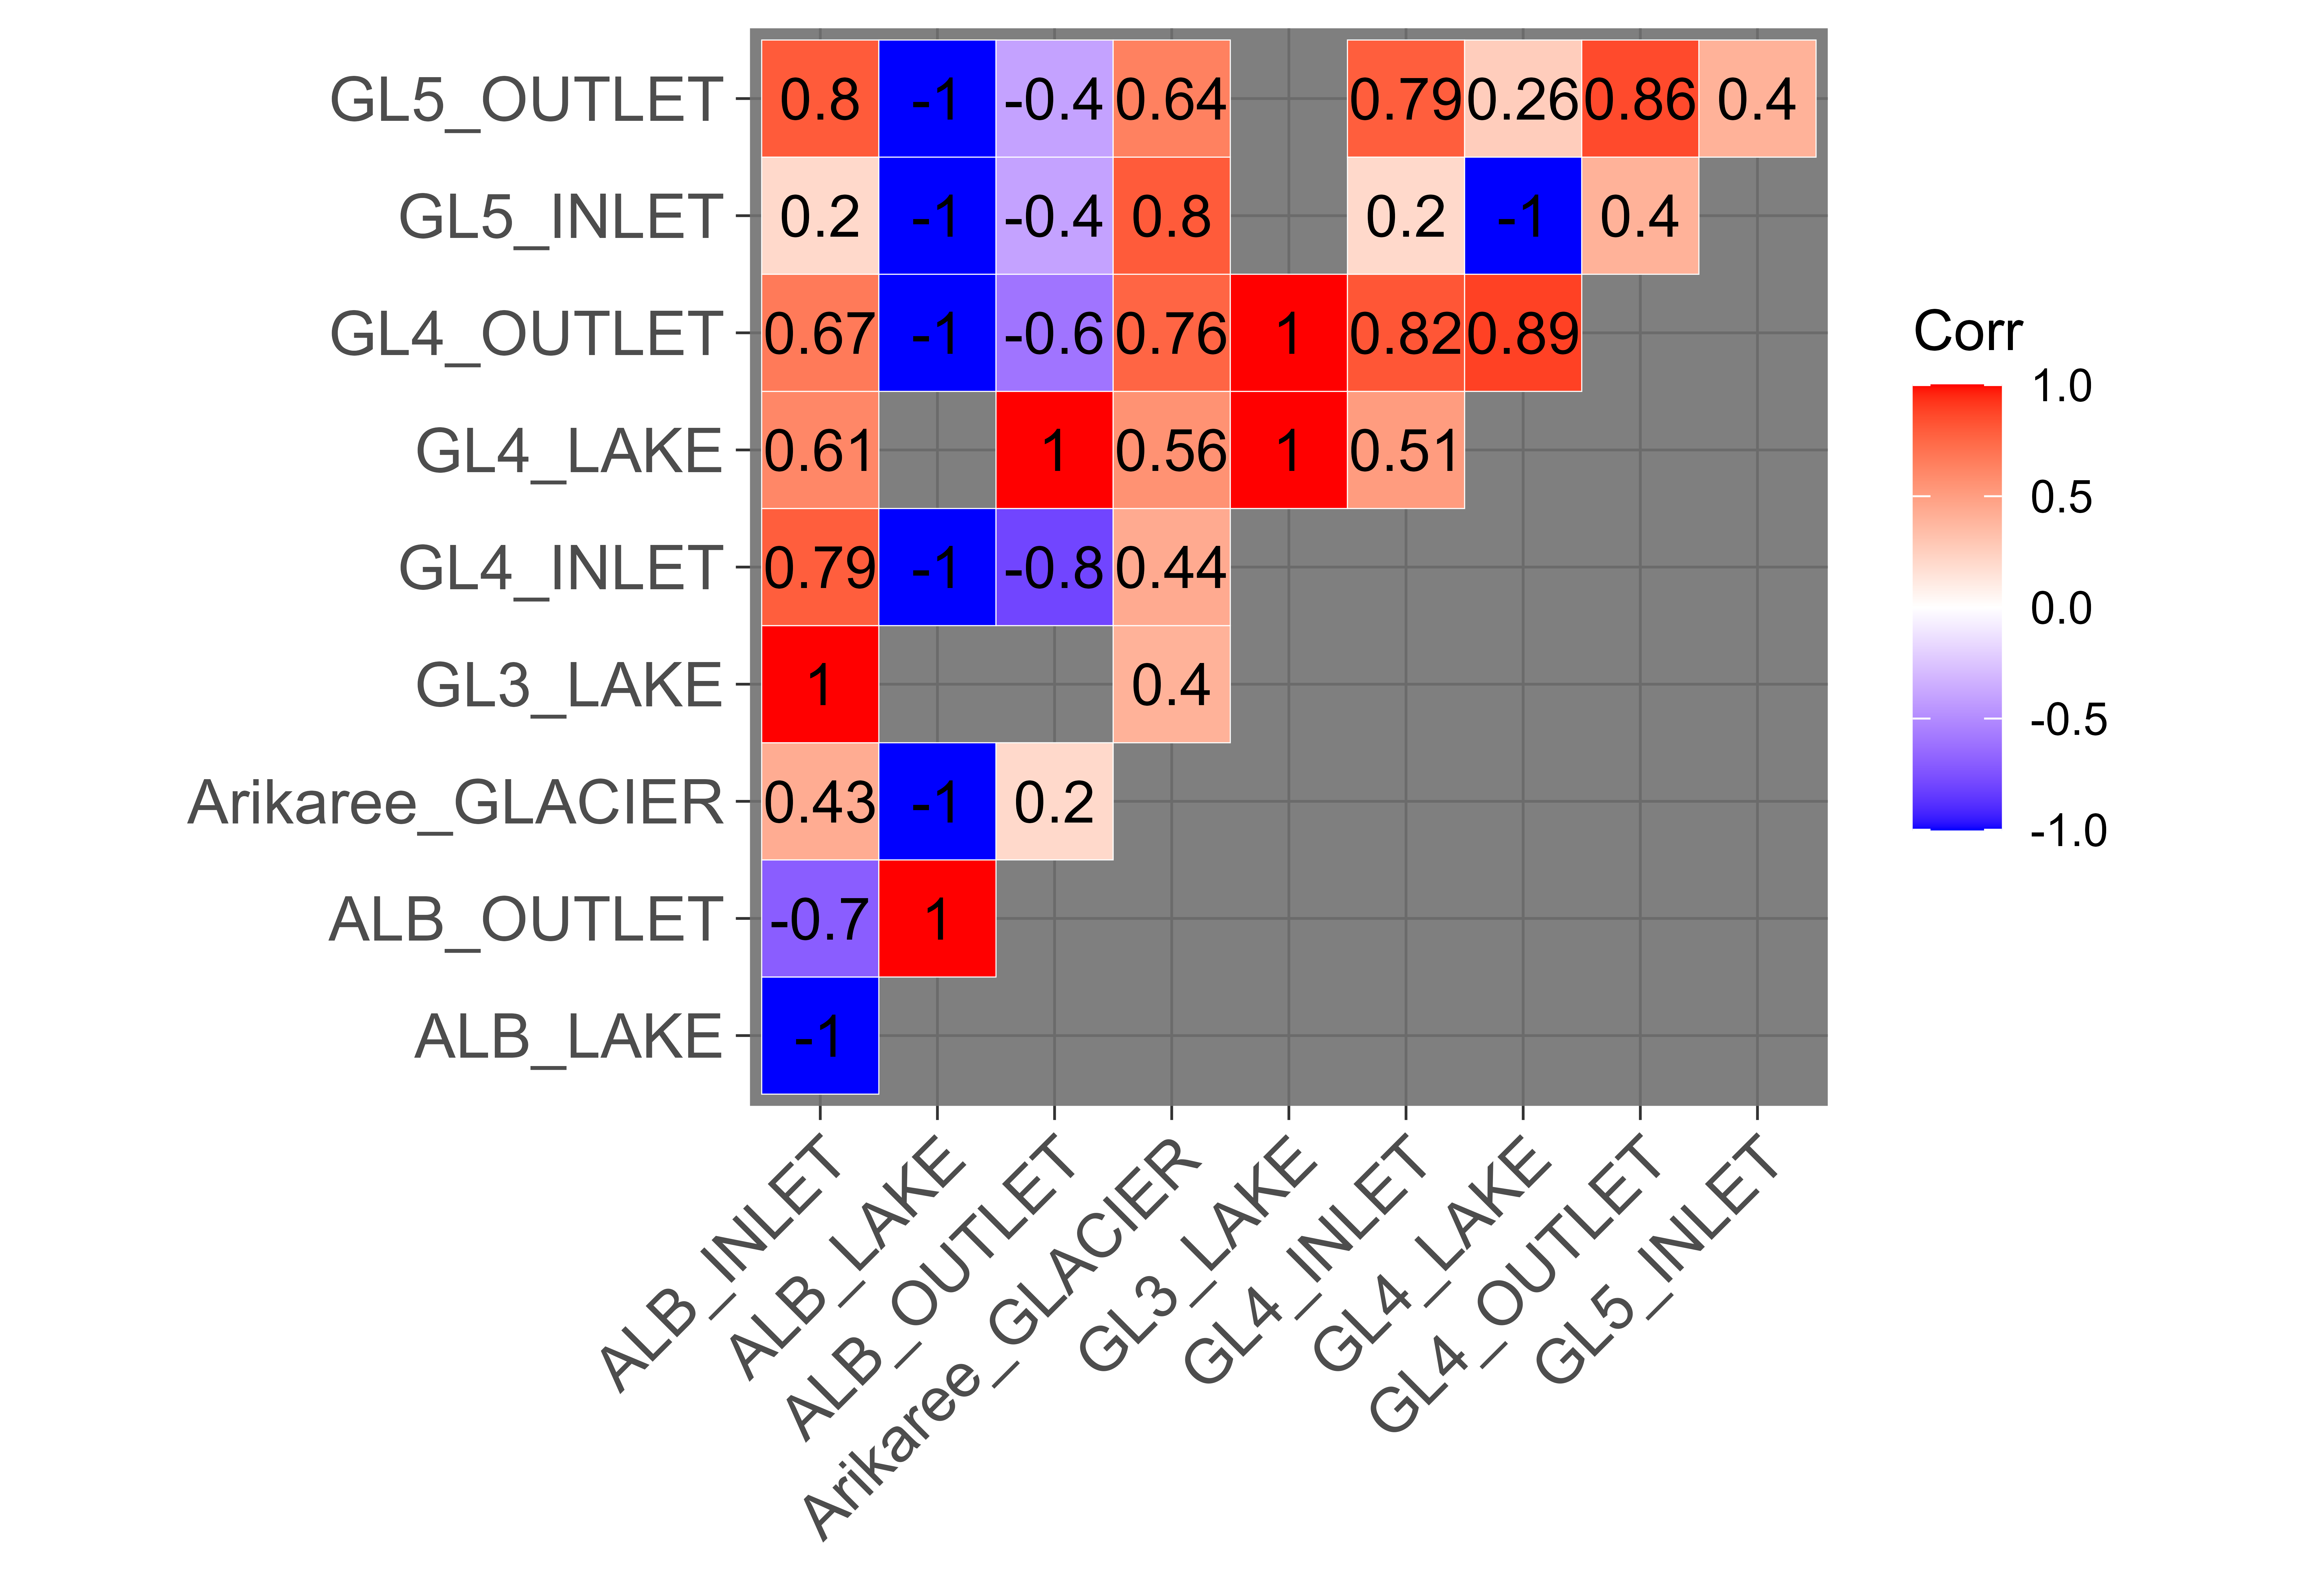 GL5_OUTLET 0.8 -1 -0.4 0.64 0.79 0.26 0.86 0.4
GL5_INLET 0.2 -1 -0.4 0.8 0.2 -1 0.4
GL4_OUTLET 0.67 -1 -0.6 0.76 1 0.82 0.89
GL4_LAKE 0.61 1 0.56 1 0.51
GL4_INLET 0.79 -1 -0.8 0.44
GL3_LAKE 1 0.4
Arikaree_GLACIER 0.43 -1 0.2
ALB_OUTLET -0.7 1
ALB_LAKE -1
ALB_INLET
ALB_LAKE
ALB_OUTLET
Arikaree_GLACIER
GL3_LAKE
GL4_INLET
GL4_LAKE
GL4_OUTLET
GL5_INLET
Corr
1.0
0.5
0.0
-0.5
-1.0